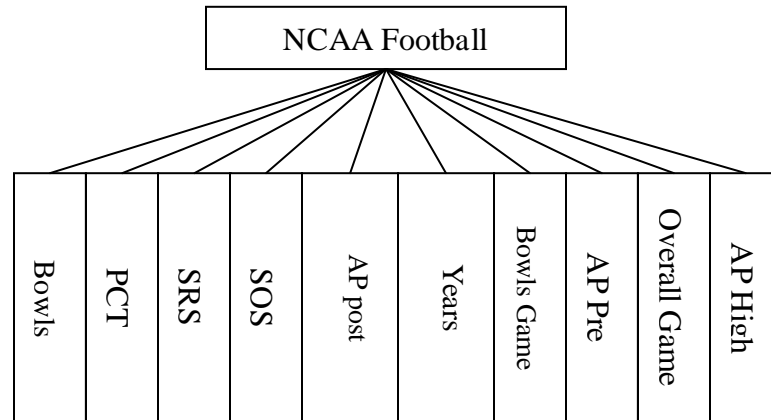 NCAA Football
Bowls
PCT
SRS
SOS
AP post
Years
Bowls Game
AP Pre
Overall Game
AP High